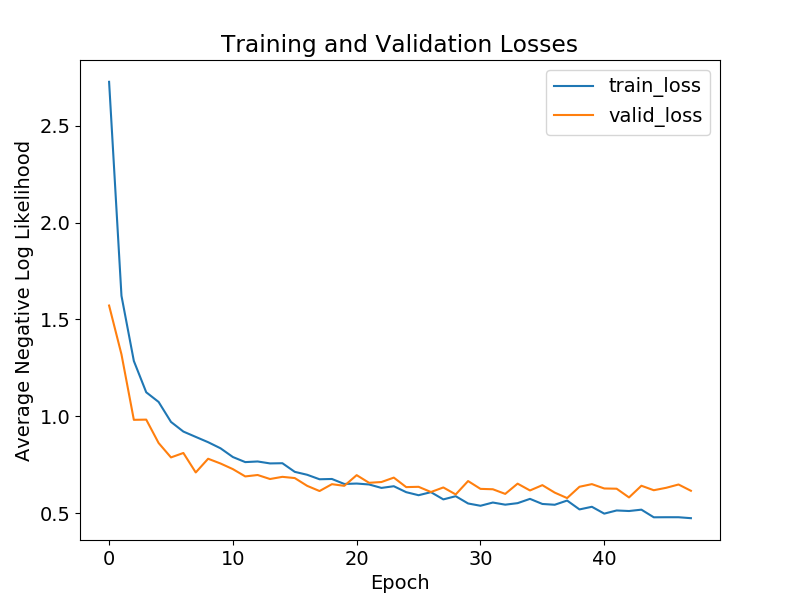 Training and Validation Losses
train_loss
valid_loss
Average Negative Log Likelihood
2.5
2.0
1.5
1.0
0.5
0 10 20 30 40
Epoch